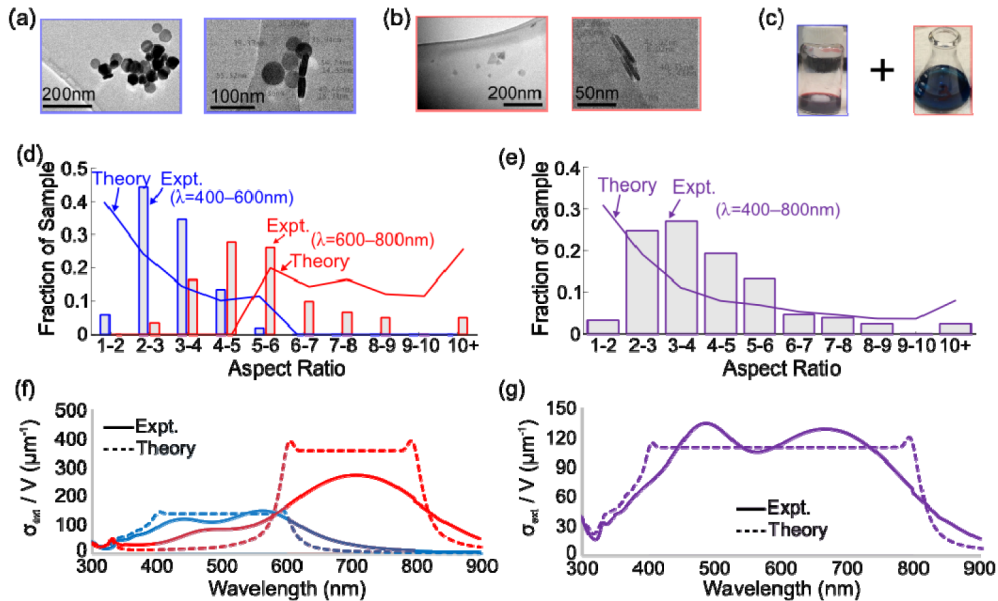 (a)
200nm
100nm
(b)
200nm
50nm
(c)
+
(d)
Fraction of Sample
0.5
0.4
0.3
0.2
0.1
0
Theory
Expt.
(λ=400–600nm)
Expt.
(λ=600–800nm)
Theory
1-2 2-3 3-4 4-5 5-6 6-7 7-8 8-9 9-10 10+
Aspect Ratio
(e)
Fraction of Sample
0.4
0.3
0.2
0.1
0
Theory
Expt.
(λ=400–800nm)
1-2 2-3 3-4 4-5 5-6 6-7 7-8 8-9 9-10 10+
Aspect Ratio
(f)
σext / V (µm-1)
500
400
300
200
100
0
Expt.
Theory
300 400 500 600 700 800 900
Wavelength (nm)
(g)
σext / V (µm-1)
150
120
90
60
30
0
Expt.
Theory
300 400 500 600 700 800 900
Wavelength (nm)